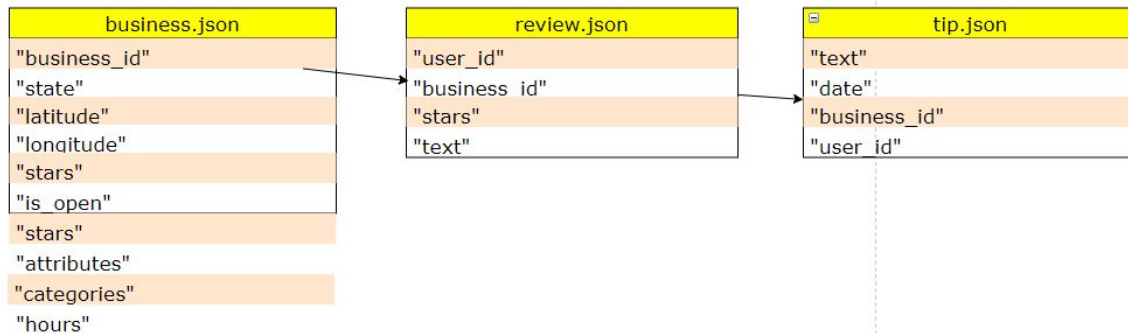 business.json
"business_id"
"state"
"latitude"
"longitude"
"stars"
"is_open"
"stars"
"attributes"
"categories"
"hours"
review.json
"user_id"
"business_id"
"stars"
"text"
tip.json
"text"
"date"
"business_id"
"user_id"